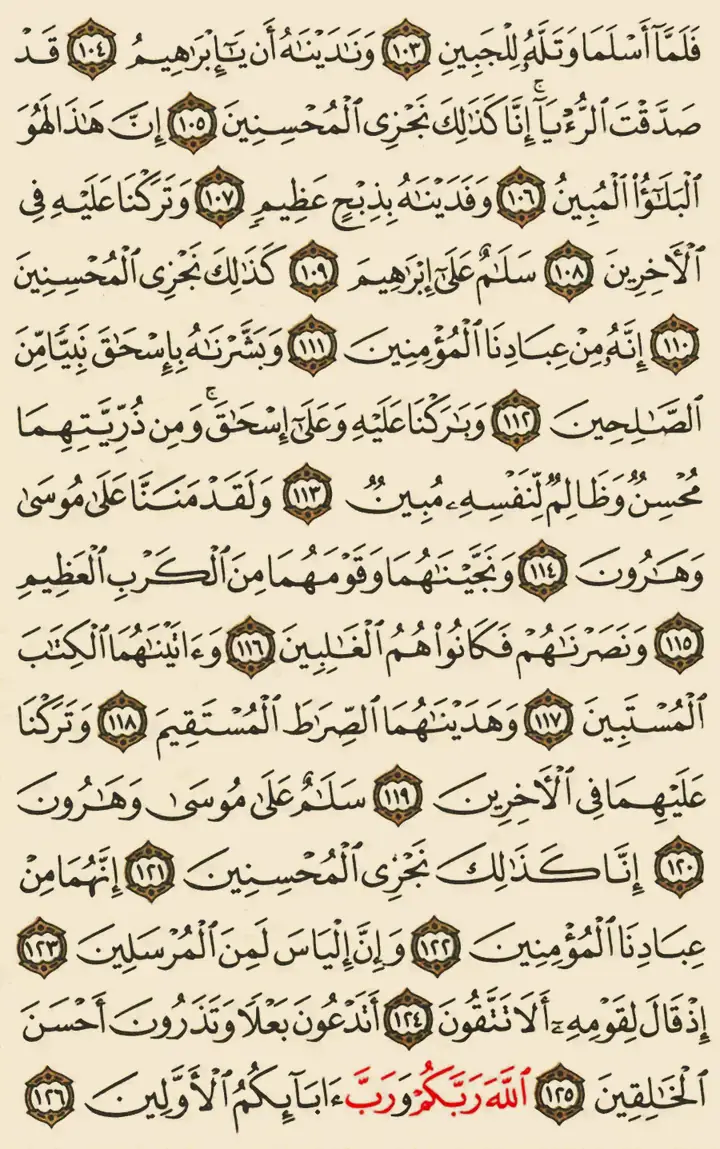 فَلَمَّآ أَسْلَمَا وَتَلَّهُۥ لِلْجَبِينِ ١٠٣ وَنَٰدَيْنَٰهُ أَن يَٰٓإِبْرَٰهِيمُ ١٠٤ قَدْ
صَدَّقْتَ ٱلرُّءْيَآۚ إِنَّا كَذَٰلِكَ نَجْزِى ٱلْمُحْسِنِينَ ١٠٥ إِنَّ هَٰذَا لَهُوَ
ٱلْبَلَٰٓؤُا۟ ٱلْمُبِينُ ١٠٦ وَفَدَيْنَٰهُ بِذِبْحٍ عَظِيمٍ ١٠٧ وَتَرَكْنَا عَلَيْهِ فِى
ٱلْأَخِرِينَ ١٠٨ سَلَٰمٌ عَلَىٰٓ إِبْرَٰهِيمَ ١٠٩ كَذَٰلِكَ نَجْزِى ٱلْمُحْسِنِينَ
١١٠ إِنَّهُۥ مِنْ عِبَادِنَا ٱلْمُؤْمِنِينَ ١١١ وَبَشَّرْنَٰهُ بِإِسْحَٰقَ نَبِيًّا مِّنَ
ٱلصَّٰلِحِينَ ١١٢ وَبَٰرَكْنَا عَلَيْهِ وَعَلَىٰٓ إِسْحَٰقَۚ وَمِن ذُرِّيَّتِهِمَا
مُحْسِنٌ وَظَالِمٌ لِّنَفْسِهِۦ مُبِينٌ ١١٣ وَلَقَدْ مَنَنَّا عَلَىٰ مُوسَىٰ
وَهَٰرُونَ ١١٤ وَنَجَّيْنَٰهُمَا وَقَوْمَهُمَا مِنَ ٱلْكَرْبِ ٱلْعَظِيمِ
١١٥ وَنَصَرْنَٰهُمْ فَكَانُوا۟ هُمُ ٱلْغَٰلِبِينَ ١١٦ وَءَاتَيْنَٰهُمَا ٱلْكِتَٰبَ
ٱلْمُسْتَبِينَ ١١٧ وَهَدَيْنَٰهُمَا ٱلصِّرَٰطَ ٱلْمُسْتَقِيمَ ١١٨ وَتَرَكْنَا
عَلَيْهِمَا فِى ٱلْأَخِرِينَ ١١٩ سَلَٰمٌ عَلَىٰ مُوسَىٰ وَهَٰرُونَ
١٢٠ إِنَّا كَذَٰلِكَ نَجْزِى ٱلْمُحْسِنِينَ ١٢١ إِنَّهُمَا مِنْ
عِبَادِنَا ٱلْمُؤْمِنِينَ ١٢٢ وَإِنَّ إِلْيَاسَ لَمِنَ ٱلْمُرْسَلِينَ ١٢٣
إِذْ قَالَ لِقَوْمِهِۦٓ أَلَا تَتَّقُونَ ١٢٤ أَتَدْعُونَ بَعْلًا وَتَذَرُونَ أَحْسَنَ
ٱلْخَٰلِقِينَ ١٢٥ ٱللَّهَ رَبَّكُمْ وَرَبَّ ءَابَآئِكُمُ ٱلْأَوَّلِينَ ١٢٦